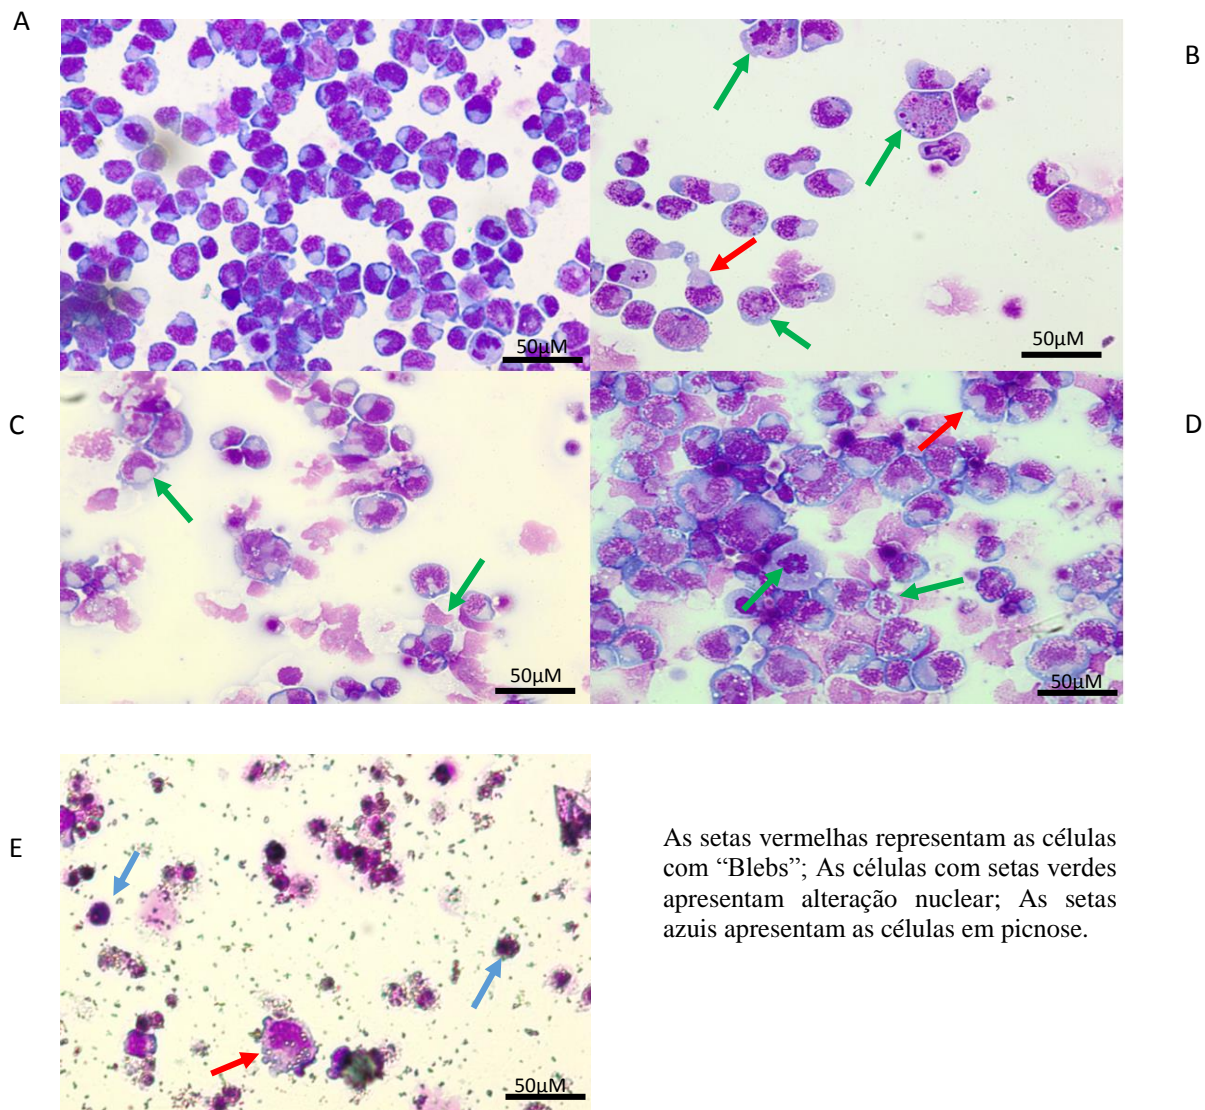 A
B
50µM
50µM
C
D
50µM
50µM
E
As setas vermelhas representam as células
com “Blebs”; As células com setas verdes
apresentam alteração nuclear; As setas
azuis apresentam as células em picnose.
50µM